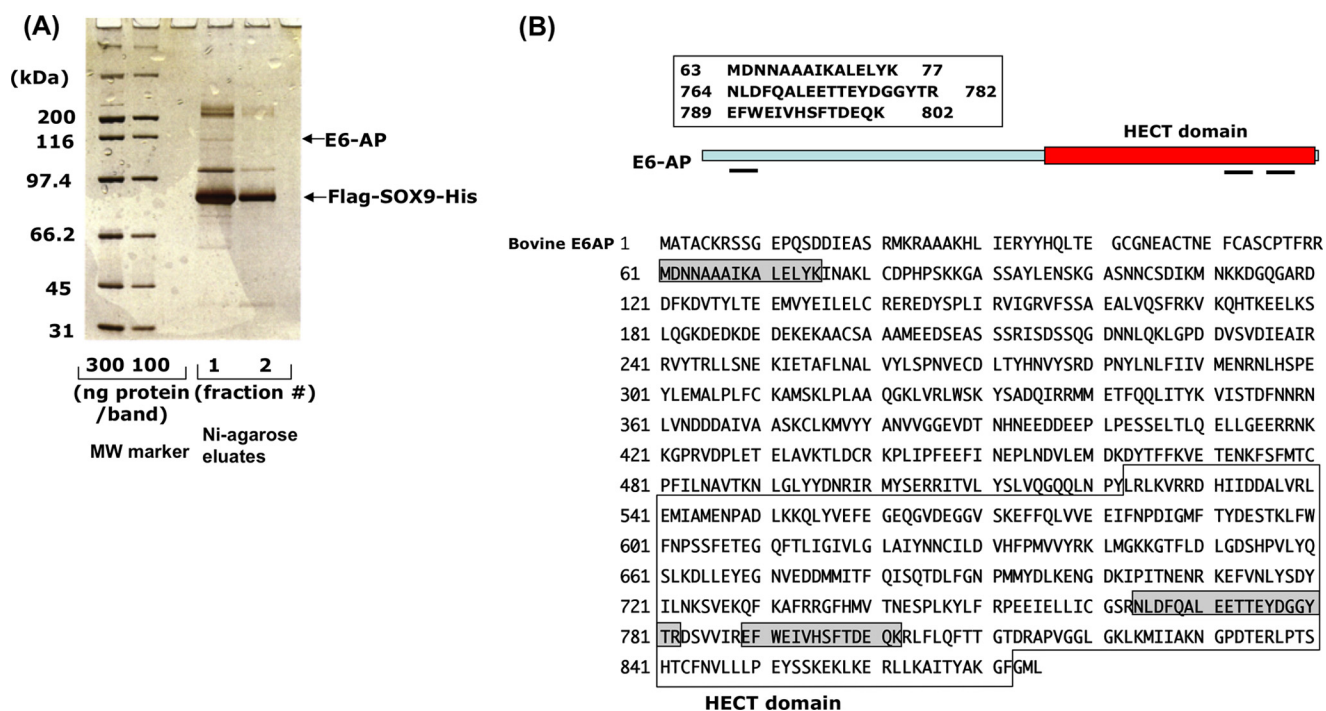 (A)
(kDa)
200
116
97.4
66.2
45
31
E6-AP
Flag-SOX9-His
300 100 1 2
(ng protein (fraction #)
/band)
MW marker
Ni-agarose
eluates
(B)
63 MDNNAAAIKALELYK 77
764 NLDFQALEETTEYDGGYTR 782
789 EFWEIVHSFTDEQK 802
HECT domain
E6-AP
Bovine E6AP 1 MATACKRSSG EPQSDDIEAS RMKRAAAKHL IERYYHQLTE GCGNEACTNE FCASCPTFRR
61 MDNNAAAIKA LELYKINAKL CDPHPSKKGA SSAYLENSKG ASNNCSDIKM NKKDGQGARD
121 DFKDVTYLTE EMVYEILELC REREDYSPLI RVIGRVFSSA EALVQSFRKV KQHTKEELKS
181 LQGKDEDKDE DEKEKAACSA AAMEEDSEAS SSRISDSSQG DNNLQKLGPD DVSVDIEAIR
241 RVYTRLLSNE KIETAFLNAL VYLSPNVECD LTYHNVYSRD PNYLNLFIIV MENRNLHSPE
301 YLEMALPLFC KAMSKLPLAA QGKLVRLWSK YSADQIRRMM ETFQQLITYK VISTDFNNRN
361 LVNDDDAIVA ASKCLKMVYY ANVVGGEVDT NHNEEDDEEP LPESSELTLQ ELLGEERRNK
421 KGPRVDPLET ELAVKTLDCR KPLIPFEEFI NEPLNDVLEM DKDYTFFKVE TENKFSFMTC
481 PFILNAVTKN LGLYYDNRIR MYSERRITVL YSLVQGQQLN PYLRLKVRRD HIIDDALVRL
541 EMIAMENPAD LKKQLYVEFE GEQGVDEGGV SKEFFQLVVE EIFNPDIGMF TYDESTKLFW
601 FNPSSFETEG QFTLIGIVLG LAIYNNCILD VHFPMVVYRK LMGKKGTFLD LGDSHPVLYQ
661 SLKDLLEYEG NVEDDMMITF QISQTDLFGN PMMYDLKENG DKIPITNENR KEFVNLYSDY
721 ILNKSVEKQF KAFRRGFHMV TNESPLKYLF RPEEIELLIC GSRNLDFQAL EETTEYDGGY
781 TRDSVVIREF WEIVHSFTDE QKRLFLQFTT GTDRAPVGGL GKLKMIIAKN GPDTERLPTS
841 HTCFNVLLLP EYSSKEKLKE RLLKAITYAK GFGML
HECT domain